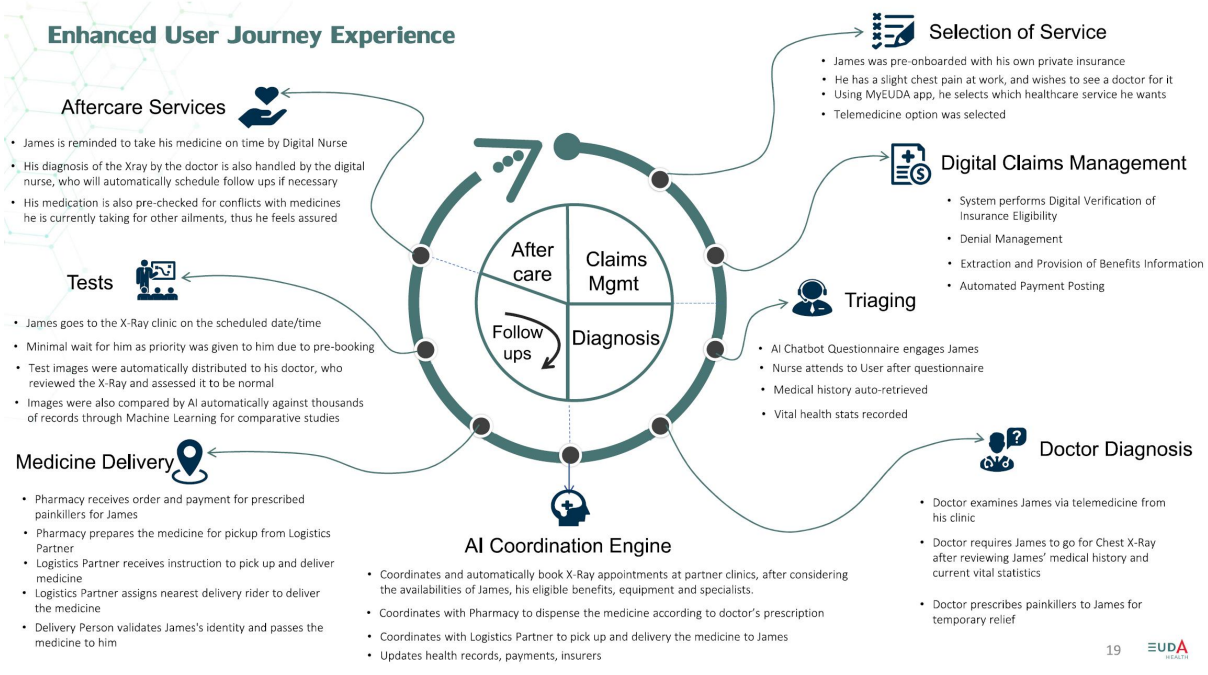 Enhanced User Journey Experience
Selection of Service
• James was pre-onboarded with his own private insurance
• He has a slight chest pain at work, and wishes to see a doctor for it
• Using MyEUDA app, he selects which healthcare service he wants
• Telemedicine option was selected
Digital Claims Management
• System performs Digital Verification of
Insurance Eligibility
• Denial Management
• Extraction and Provision of Benefits Information
• Automated Payment Posting
Triaging
• AI Chatbot Questionnaire engages James
• Nurse attends to User after questionnaire
• Medical history auto-retrieved
• Vital health stats recorded
Doctor Diagnosis
• Doctor examines James via telemedicine from
his clinic
• Doctor requires James to go for Chest X-Ray
after reviewing James’ medical history and
current vital statistics
• Doctor prescribes painkillers to James for
temporary relief
AI Coordination Engine
• Coordinates and automatically book X-Ray appointments at partner clinics, after considering
the availabilities of James, his eligible benefits, equipment and specialists.
• Coordinates with Pharmacy to dispense the medicine according to doctor’s prescription
• Coordinates with Logistics Partner to pick up and delivery the medicine to James
• Updates health records, payments, insurers
Medicine Delivery
• Pharmacy receives order and payment for prescribed
painkillers for James
• Pharmacy prepares the medicine for pickup from Logistics
Partner
• Logistics Partner receives instruction to pick up and deliver
medicine
• Logistics Partner assigns nearest delivery rider to deliver
the medicine
• Delivery Person validates James's identity and passes the
medicine to him
Tests
• James goes to the X-Ray clinic on the scheduled date/time
• Minimal wait for him as priority was given to him due to pre-booking
• Test images were automatically distributed to his doctor, who
reviewed the X-Ray and assessed it to be normal
• Images were also compared by AI automatically against thousands
of records through Machine Learning for comparative studies
Aftercare Services
• James is reminded to take his medicine on time by Digital Nurse
• His diagnosis of the Xray by the doctor is also handled by the digital
nurse, who will automatically schedule follow ups if necessary
• His medication is also pre-checked for conflicts with medicines
he is currently taking for other ailments, thus he feels assured
After
care
Claims
Mgmt
Follow
ups
Diagnosis
19
EUDA
HEALTH